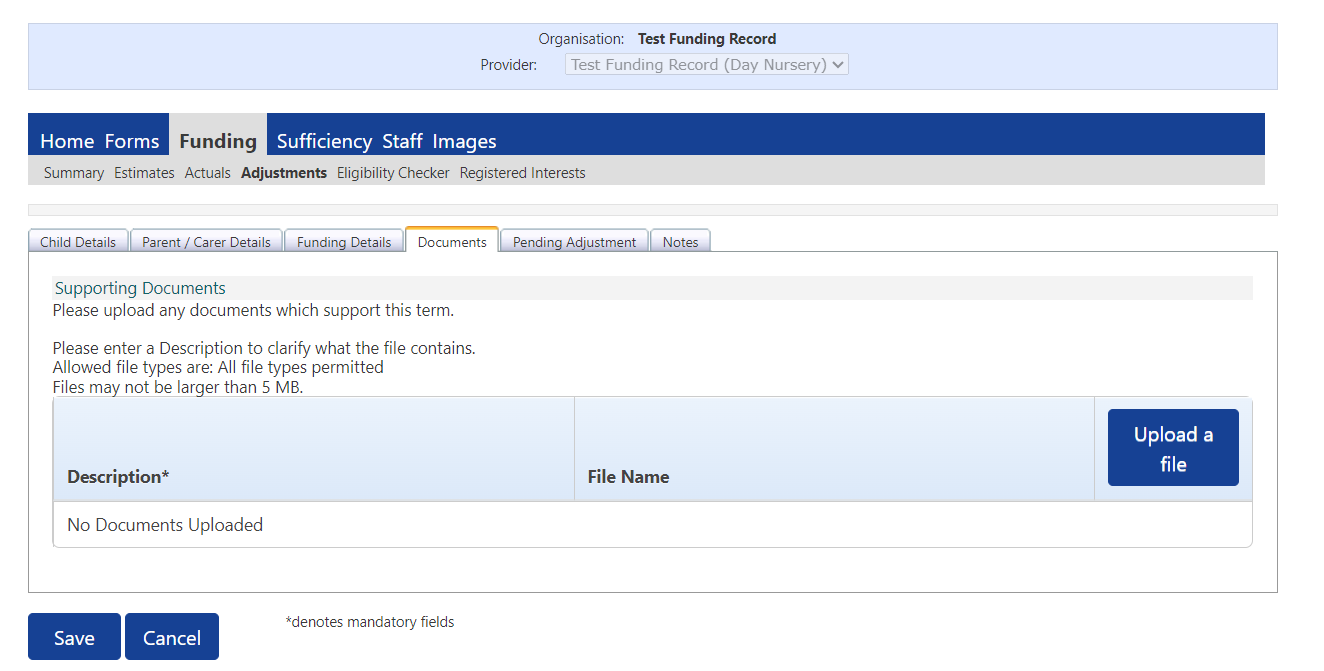 Organisation: Test Funding Record
Provider: Test Funding Record (Day Nursery)
Home Forms Funding Sufficiency Staff Images
Summary Estimates Actuals Adjustments Eligibility Checker Registered Interests
Child Details Parent / Carer Details Funding Details Documents Pending Adjustment Notes
Supporting Documents
Please upload any documents which support this term.
Please enter a Description to clarify what the file contains.
Allowed file types are: All file types permitted
Files may not be larger than 5 MB.
Upload a
file
Description* File Name
No Documents Uploaded
*denotes mandatory fields
Save Cancel